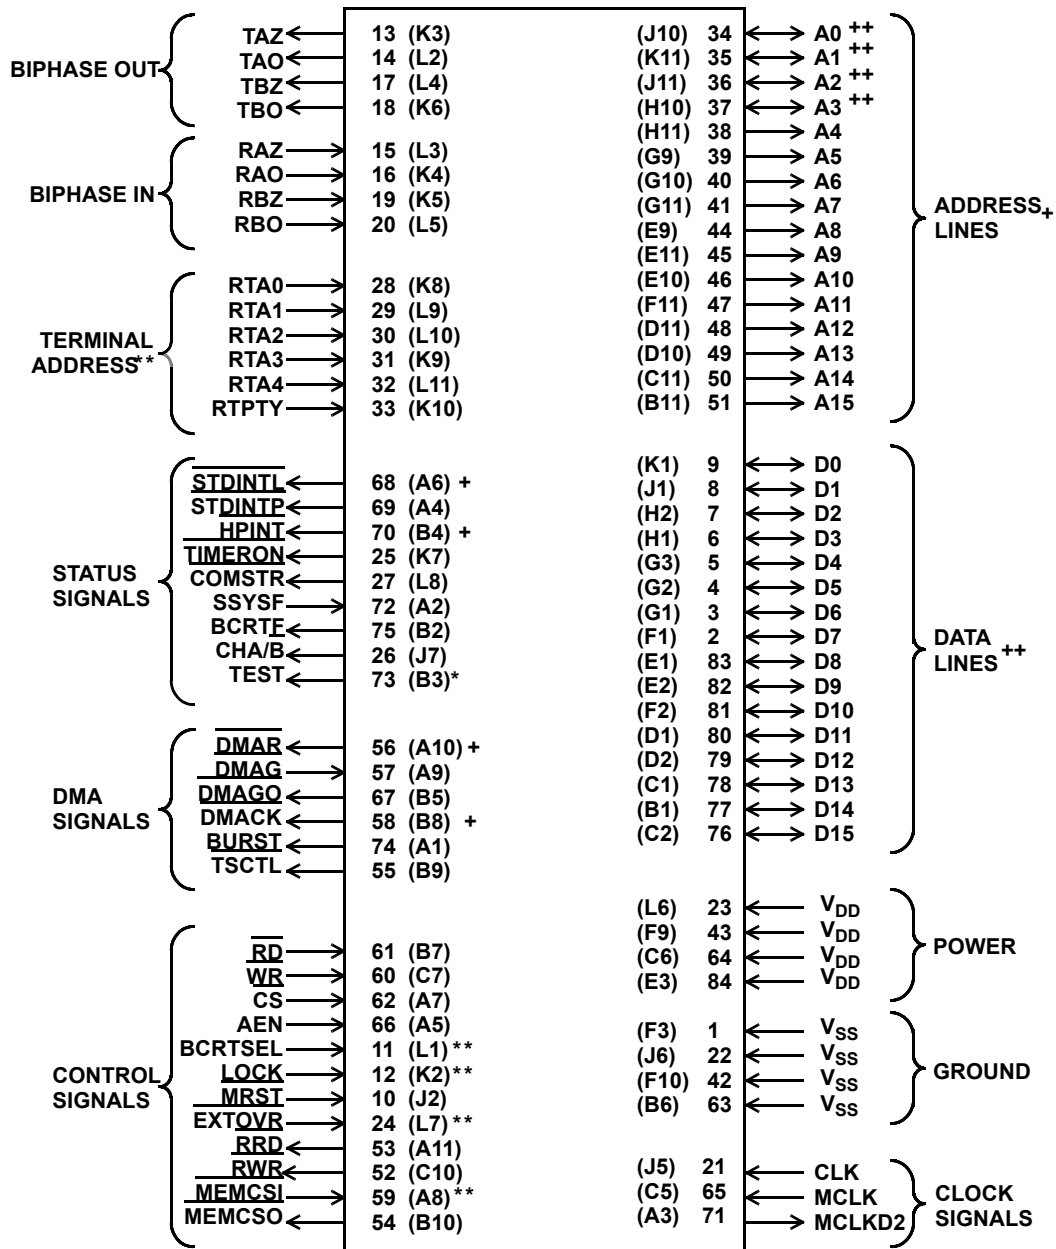 BIPHASE OUT
TAZ 13 (K3)
TAO 14 (L2)
TBZ 17 (L4)
TBO 18 (K6)
BIPHASE IN
RAZ 15 (L3)
RAO 16 (K4)
RBZ 19 (K5)
RBO 20 (L5)
TERMINAL
ADDRESS**
RTA0 28 (K8)
RTA1 29 (L9)
RTA2 30 (L10)
RTA3 31 (K9)
RTA4 32 (L11)
RTPTY 33 (K10)
STATUS
SIGNALS
STDINTL 68 (A6) +
STDINTP 69 (A4)
HPINT 70 (B4) +
TIMERON 25 (K7)
COMSTR 27 (L8)
SSYSF 72 (A2)
BCRTF 75 (B2)
CHA/B 26 (J7)
TEST 73 (B3)*
DMA
SIGNALS
DMAR 56 (A10) +
DMAG 57 (A9)
DMAGO 67 (B5)
DMACK 58 (B8) +
BURST 74 (A1)
TSCTL 55 (B9)
CONTROL
SIGNALS
RD 61 (B7)
WR 60 (C7)
CS 62 (A7)
AEN 66 (A5)
BCRTSEL 11 (L1)**
LOCK 12 (K2)**
MRST 10 (J2)
EXTOVR 24 (L7)**
RRD 53 (A11)
RWR 52 (C10)
MEMCSI 59 (A8)**
MEMCSO 54 (B10)
(J10) 34 A0 ++
(K11) 35 A1 ++
(J11) 36 A2 ++
(H10) 37 A3 ++
(H11) 38 A4
(G9) 39 A5
(G10) 40 A6
(G11) 41 A7
(E9) 44 A8
(E11) 45 A9
(E10) 46 A10
(F11) 47 A11
(D11) 48 A12
(D10) 49 A13
(C11) 50 A14
(B11) 51 A15
ADDRESS+
LINES
(K1) 9 D0
(J1) 8 D1
(H2) 7 D2
(H1) 6 D3
(G3) 5 D4
(G2) 4 D5
(G1) 3 D6
(F1) 2 D7
(E1) 83 D8
(E2) 82 D9
(F2) 81 D10
(D1) 80 D11
(D2) 79 D12
(C1) 78 D13
(B1) 77 D14
(C2) 76 D15
DATA
LINES ++
(L6) 23 VDD
(F9) 43 VDD
(C6) 64 VDD
(E3) 84 VDD
POWER
(F3) 1 VSS
(J6) 22 VSS
(F10) 42 VSS
(B6) 63 VSS
GROUND
(J5) 21 CLK
(C5) 65 MCLK
(A3) 71 MCLKD2
CLOCK
SIGNALS